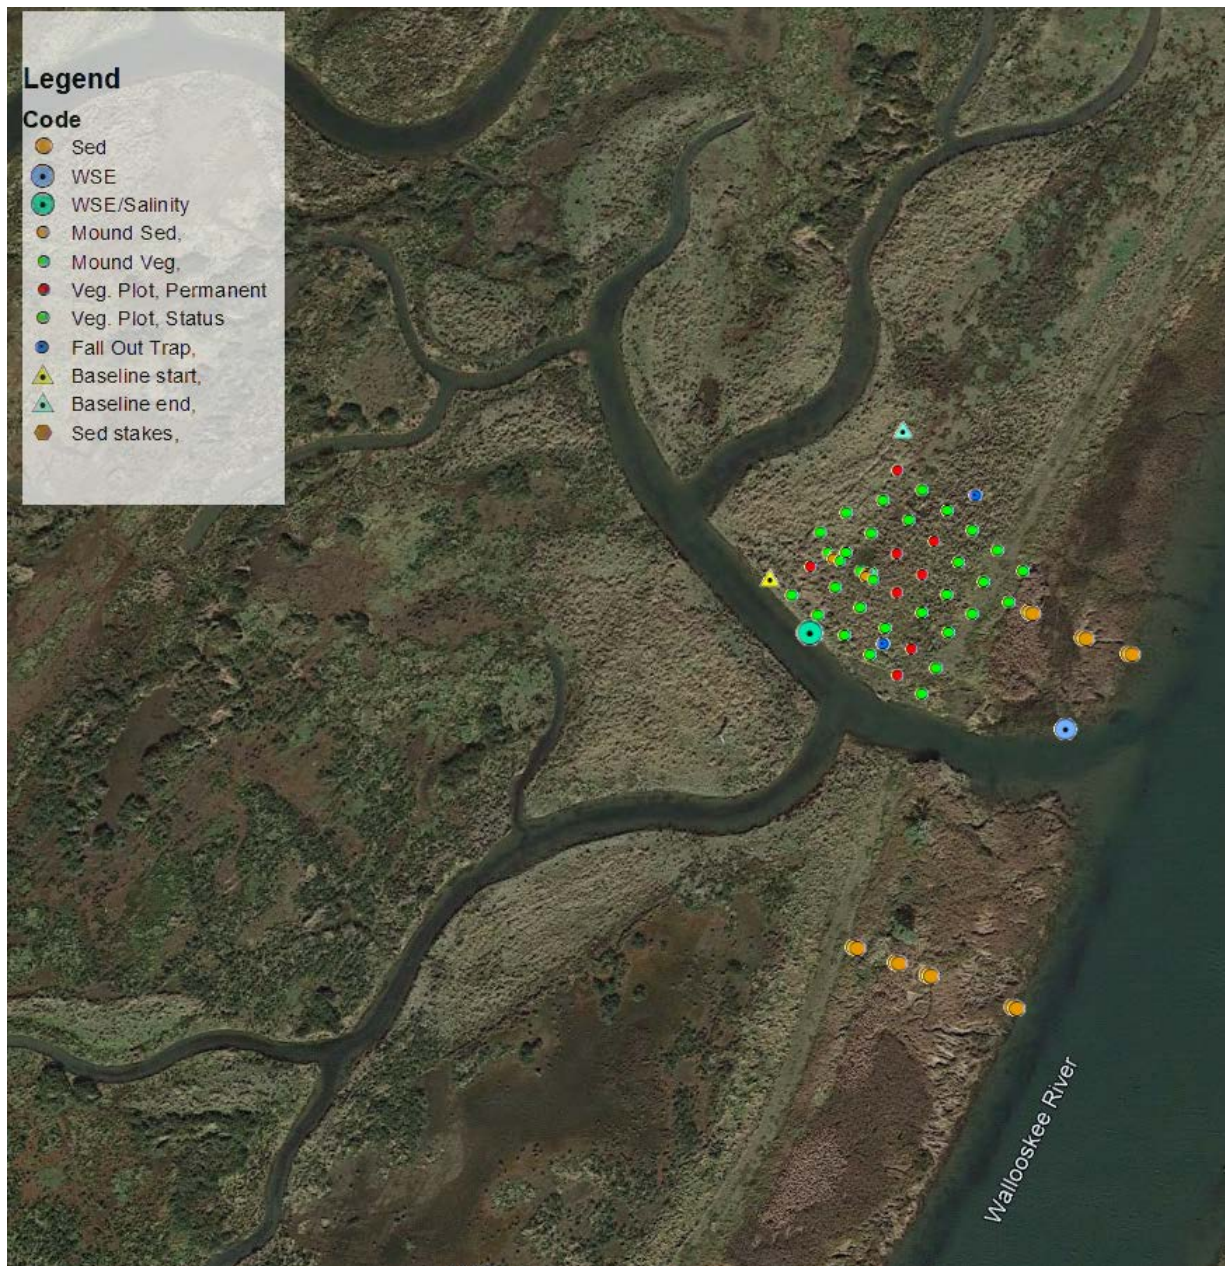 Legend
Code
Sed
WSE
WSE/Salinity
Mound Sed,
Mound Veg,
Veg. Plot, Permanent
Veg. Plot, Status
Fall Out Trap,
Baseline start,
Baseline end,
Sed stakes,
Wallooskee River